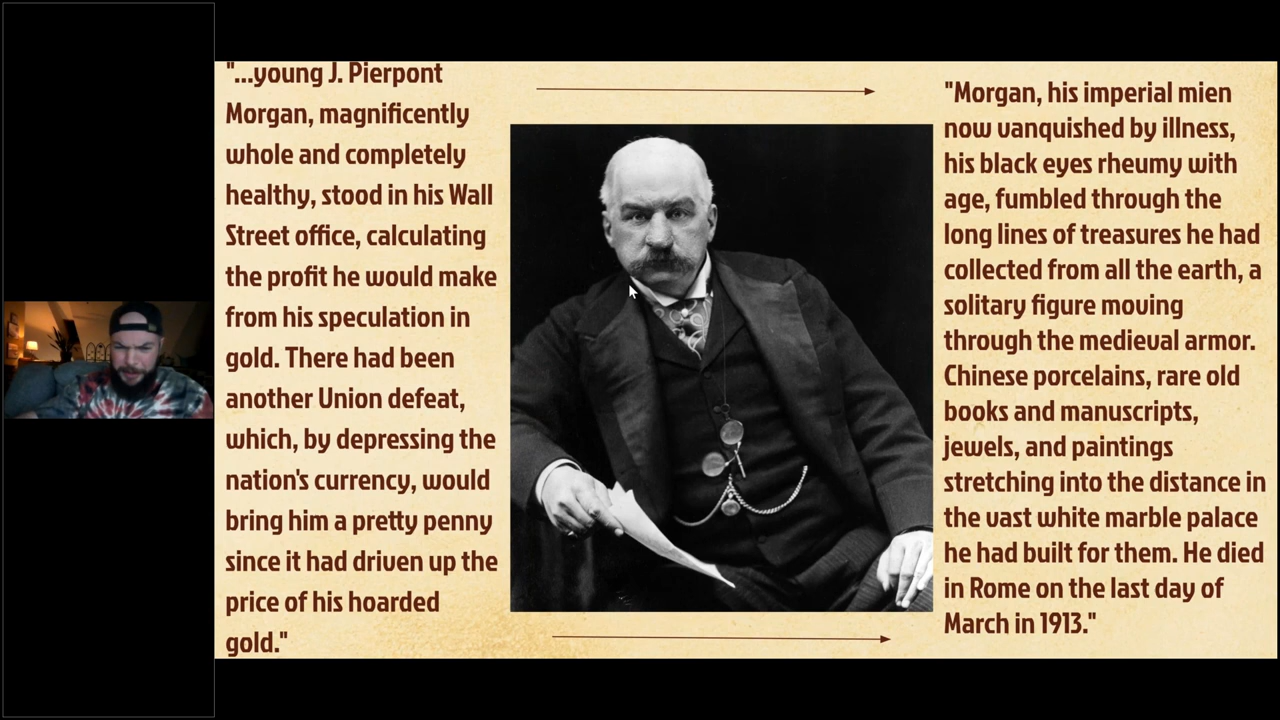 "...young J. Pierpont
Morgan, magnificently
whole and completely
healthy, stood in his Wall
Street office, calculating
the profit he would make
from his speculation in
gold. There had been
another Union defeat,
which, by depressing the
nation's currency, would
bring him a pretty penny
since it had driven up the
price of his hoarded
gold."
"Morgan, his imperial mien
now vanquished by illness,
his black eyes rheumy with
age, fumbled through the
long lines of treasures he had
collected from all the earth, a
solitary figure moving
through the medieval armor.
Chinese porcelains, rare old
books and manuscripts,
jewels, and paintings
stretching into the distance in
the vast white marble palace
he had built for them. He died
in Rome on the last day of
March in 1913."